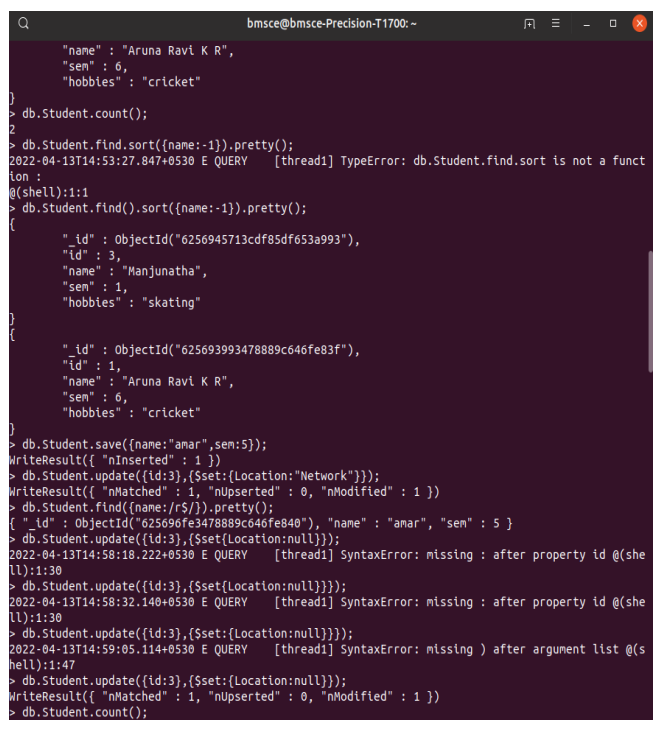 bmsce@bmsce-Precision-T1700: ~
"name" : "Aruna Ravi K R",
"sem" : 6,
"hobbies" : "cricket"
}
> db.Student.count();
2
> db.Student.find.sort({name:-1}).pretty();
2022-04-13T14:53:27.847+0530 E QUERY    [thread1] TypeError: db.Student.find.sort is not a funct
ion :
@(shell):1:1
> db.Student.find().sort({name:-1}).pretty();
{
"_id" : ObjectId("6256945713cdf85df653a993"),
"id" : 3,
"name" : "Manjunatha",
"sem" : 1,
"hobbies" : "skating"
}
{
"_id" : ObjectId("625693993478889c646fe83f"),
"id" : 1,
"name" : "Aruna Ravi K R",
"sem" : 6,
"hobbies" : "cricket"
}
> db.Student.save({name:"amar",sem:5});
WriteResult({ "nInserted" : 1 })
> db.Student.update({id:3},{$set:{Location:"Network"}});
WriteResult({ "nMatched" : 1, "nUpserted" : 0, "nModified" : 1 })
> db.Student.find({name:/r$/}).pretty();
{ "_id" : ObjectId("625696fe3478889c646fe840"), "name" : "amar", "sem" : 5 }
> db.Student.update({id:3},{$set{Location:null}});
2022-04-13T14:58:18.222+0530 E QUERY    [thread1] SyntaxError: missing : after property id @(she
ll):1:30
> db.Student.update({id:3},{$set{Location:null}}});
2022-04-13T14:58:32.140+0530 E QUERY    [thread1] SyntaxError: missing : after property id @(she
ll):1:30
> db.Student.update({id:3},{$set:{Location:null}}});
2022-04-13T14:59:05.114+0530 E QUERY    [thread1] SyntaxError: missing ) after argument list @(s
hell):1:47
> db.Student.update({id:3},{$set:{Location:null}});
WriteResult({ "nMatched" : 1, "nUpserted" : 0, "nModified" : 1 })
> db.Student.count();